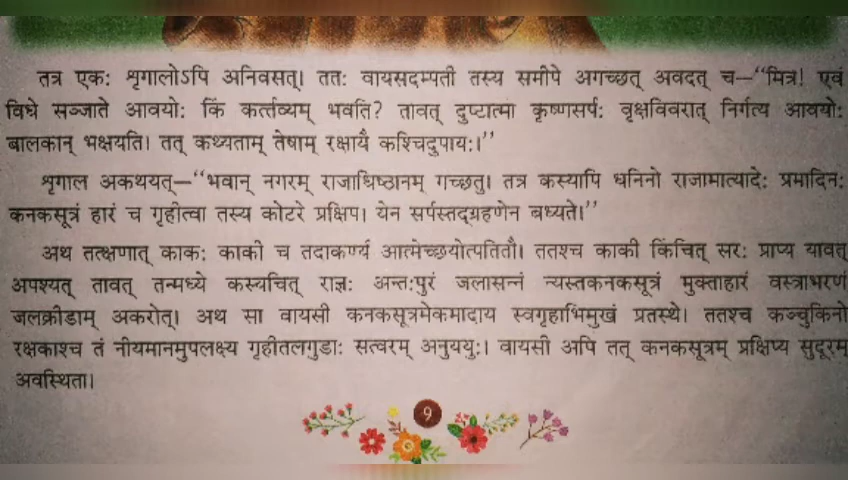 तत्र एकः शृगालोऽपि अनिवसत्। ततः वायसदम्पती तस्य समीपे अगच्छत् अवदत् च—“मित्र! एवं
विधे सञ्जाते आवयोः किं कर्त्तव्यम् भवति? तावत् दुष्टात्मा कृष्णसर्पः वृक्षविवरात् निर्गत्य आवयोः
बालकान् भक्षयति। तत् कथ्यताम् तेषाम् रक्षायै कश्चिदुपायः।”
शृगाल अकथयत्—“भवान् नगरम् राजाधिष्ठानम् गच्छतु। तत्र कस्यापि धनिनो राजामात्यादेः प्रमादिनः
कनकसूत्रं हारं च गृहीत्वा तस्य कोटरे प्रक्षिप। येन सर्पस्तद्ग्रहणेन बध्यते।”
अथ तत्क्षणात् काकः काकी च तदाकर्ण्य आत्मेच्छयोत्पतितौ। ततश्च काकी किंचित् सरः प्राप्य यावत्
अपश्यत् तावत् तन्मध्ये कस्यचित् राज्ञः अन्तःपुरं जलासन्नं न्यस्तकनकसूत्रं मुक्ताहारं वस्त्राभरणं
जलक्रीडाम् अकरोत्। अथ सा वायसी कनकसूत्रमेकमादाय स्वगृहाभिमुखं प्रतस्थे। ततश्च कञ्चुकिनो
रक्षकाश्च तं नीयमानमुपलक्ष्य गृहीतलगुडाः सत्वरम् अनुययुः। वायसी अपि तत् कनकसूत्रम् प्रक्षिप्य सुदूरम्
अवस्थिता।
9